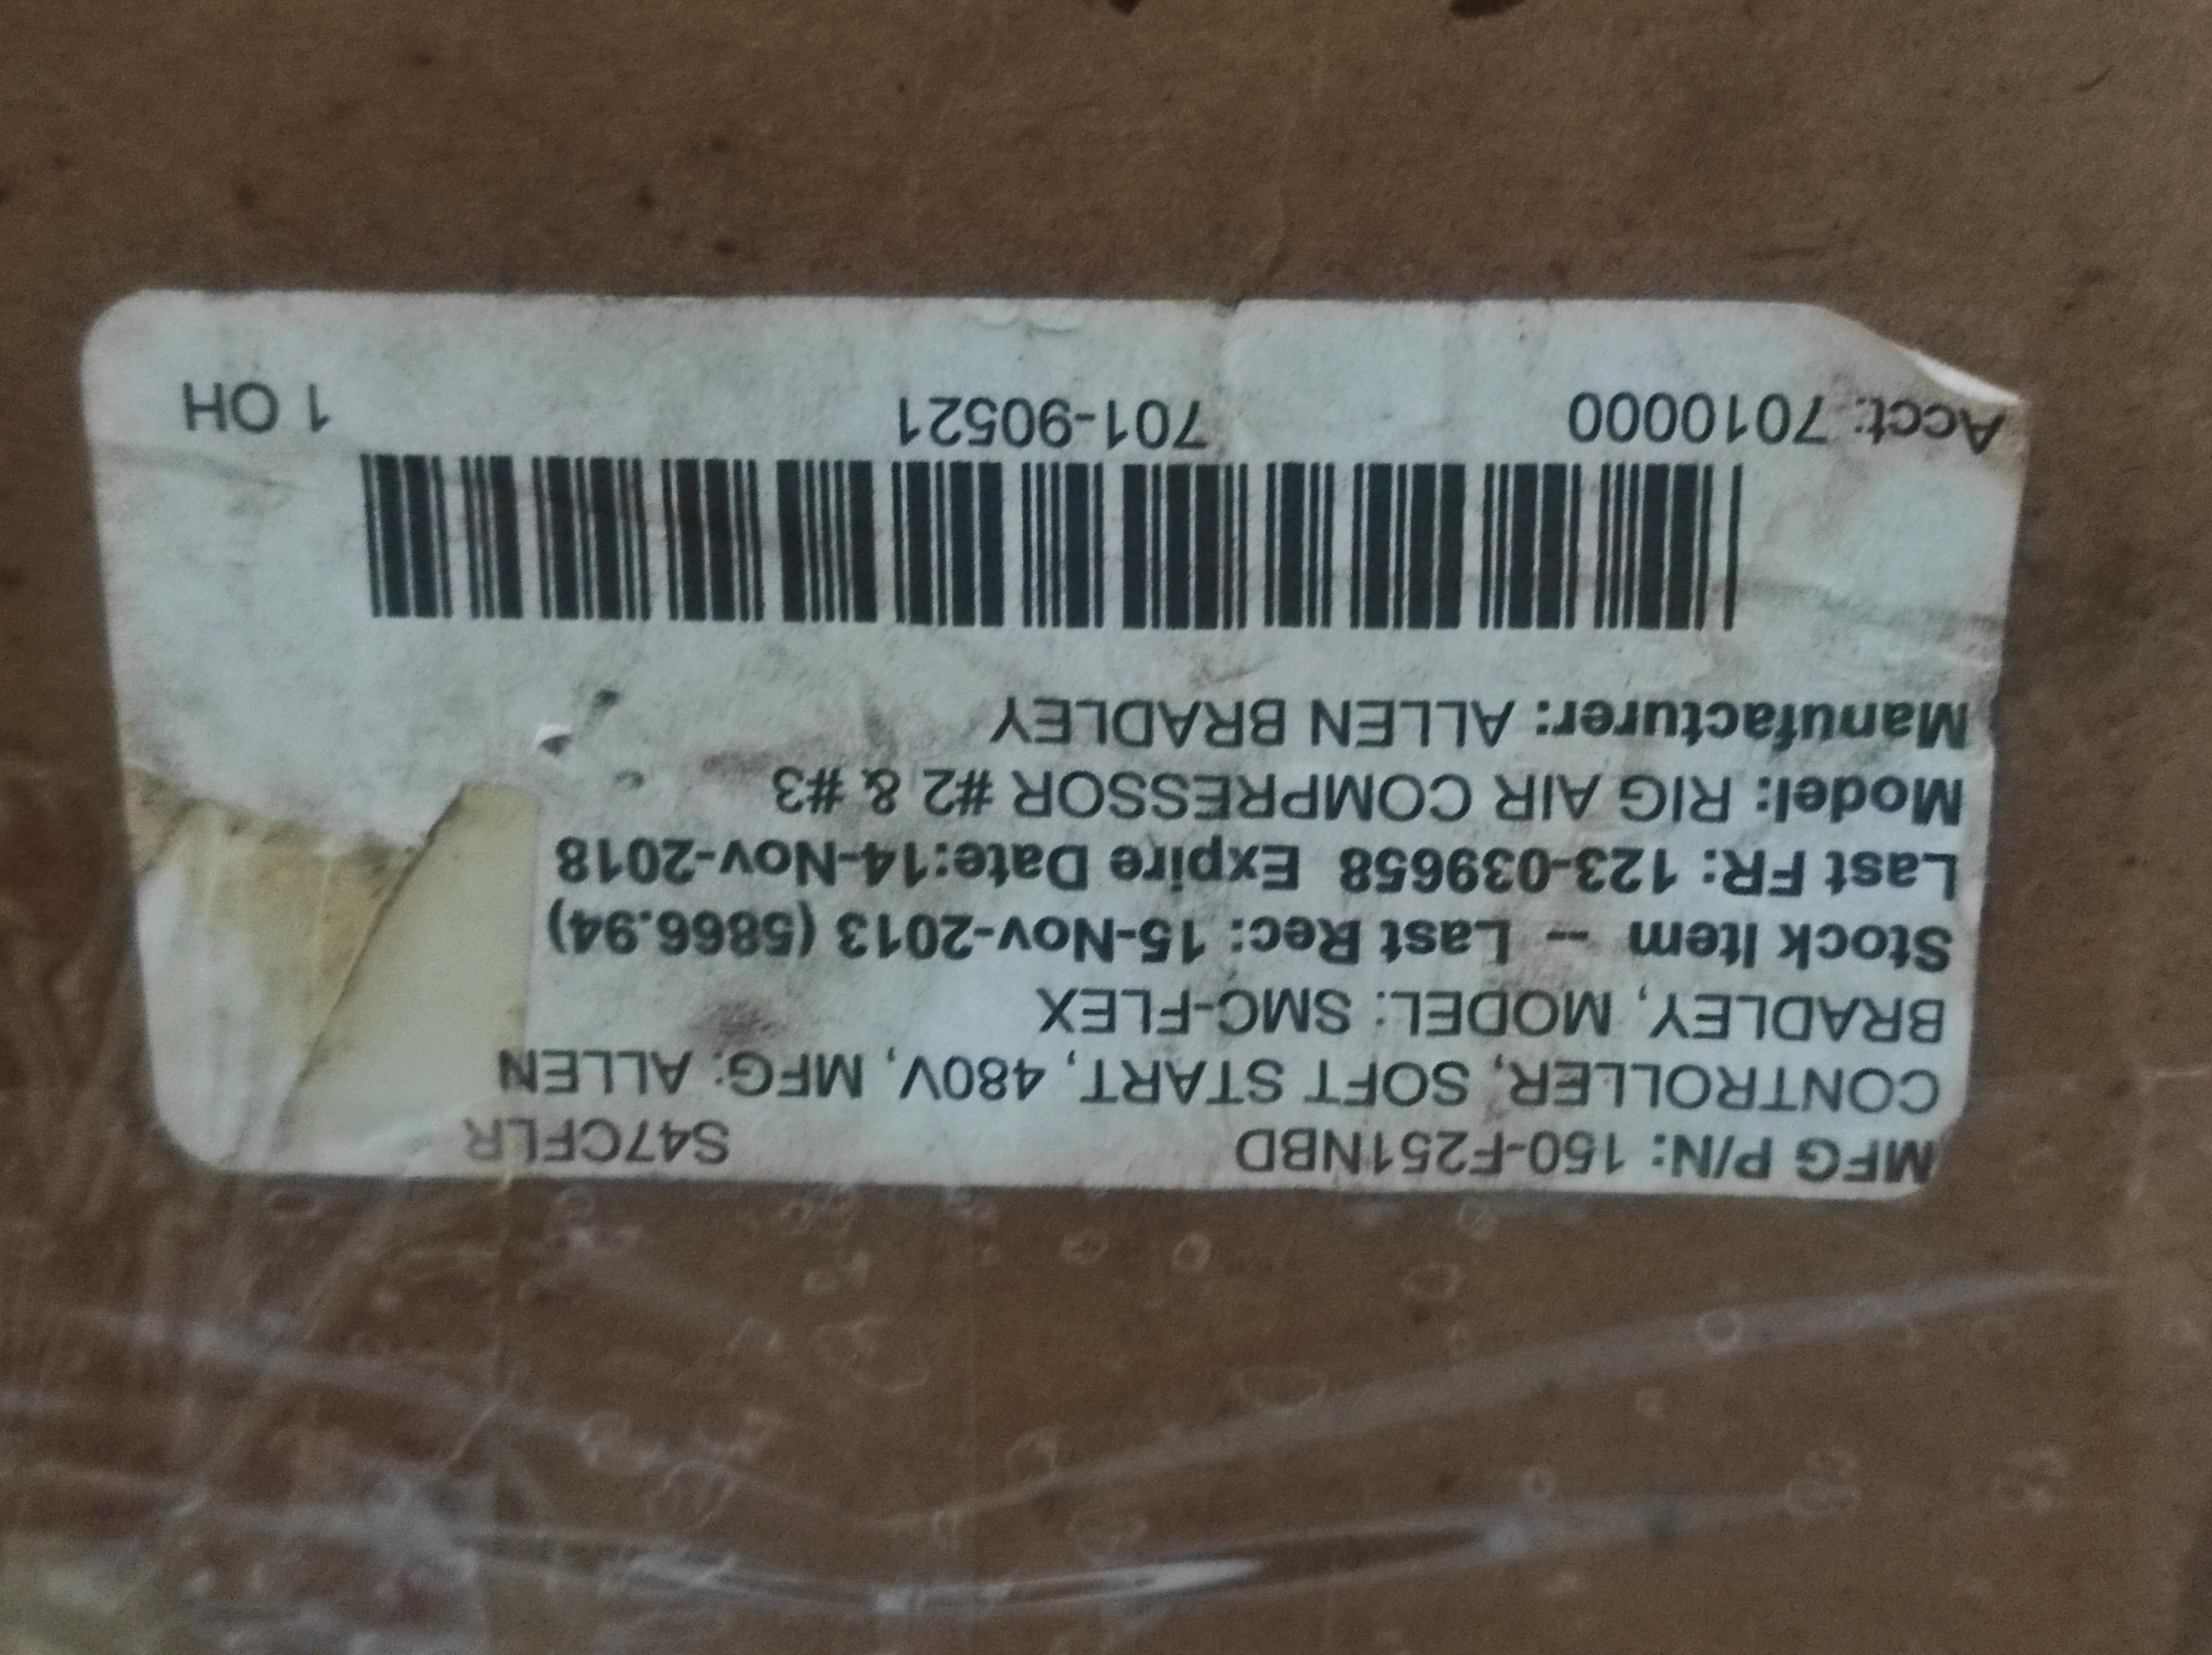 MFG P/N: 150-F251NBD S47CFLR
CONTROLLER, SOFT START, 480V, MFG: ALLEN
BRADLEY, MODEL: SMC-FLEX
Stock Item -- Last Rec: 15-Nov-2013 (5866.94)
Last FR: 123-039658 Expire Date:14-Nov-2018
Model: RIG AIR COMPRESSOR #2 & #3
Manufacturer: ALLEN BRADLEY
Acct: 7010000 701-90521 1 OH